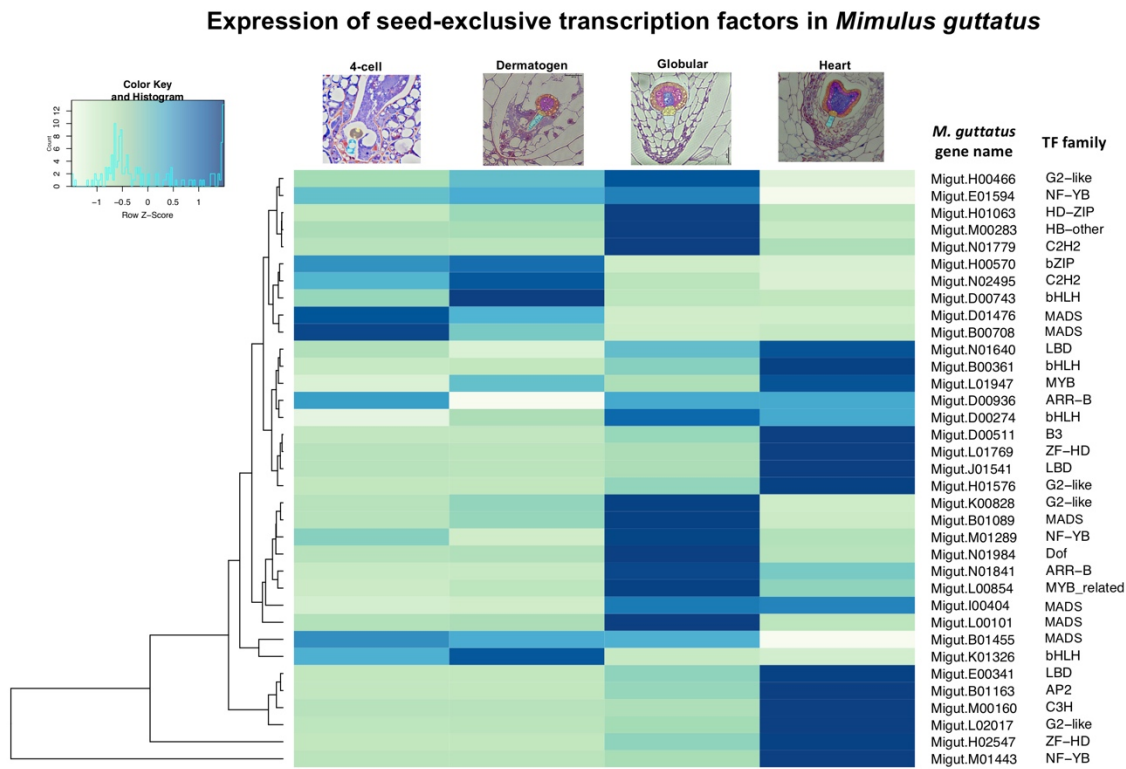 Expression of seed-exclusive transcription factors in Mimulus guttatus
Color Key
and Histogram
Count
0 2 4 6 8 10 12
−1 −0.5 0 0.5 1
Row Z−Score
4-cell Dermatogen Globular Heart
M. guttatus
gene name
TF family
Migut.H00466 G2−like
Migut.E01594 NF−YB
Migut.H01063 HD−ZIP
Migut.M00283 HB−other
Migut.N01779 C2H2
Migut.H00570 bZIP
Migut.N02495 C2H2
Migut.D00743 bHLH
Migut.D01476 MADS
Migut.B00708 MADS
Migut.N01640 LBD
Migut.B00361 bHLH
Migut.L01947 MYB
Migut.D00936 ARR−B
Migut.D00274 bHLH
Migut.D00511 B3
Migut.L01769 ZF−HD
Migut.J01541 LBD
Migut.H01576 G2−like
Migut.K00828 G2−like
Migut.B01089 MADS
Migut.M01289 NF−YB
Migut.N01984 Dof
Migut.N01841 ARR−B
Migut.L00854 MYB_related
Migut.I00404 MADS
Migut.L00101 MADS
Migut.B01455 MADS
Migut.K01326 bHLH
Migut.E00341 LBD
Migut.B01163 AP2
Migut.M00160 C3H
Migut.L02017 G2−like
Migut.H02547 ZF−HD
Migut.M01443 NF−YB